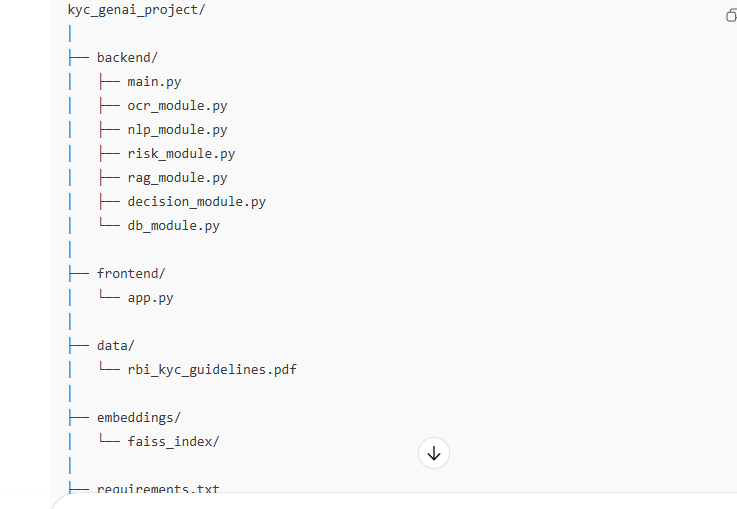 kyc_genai_project/
│
├── backend/
│   ├── main.py
│   ├── ocr_module.py
│   ├── nlp_module.py
│   ├── risk_module.py
│   ├── rag_module.py
│   ├── decision_module.py
│   └── db_module.py
│
├── frontend/
│   └── app.py
│
├── data/
│   └── rbi_kyc_guidelines.pdf
│
├── embeddings/
│   └── faiss_index/
│
├── requirements.txt